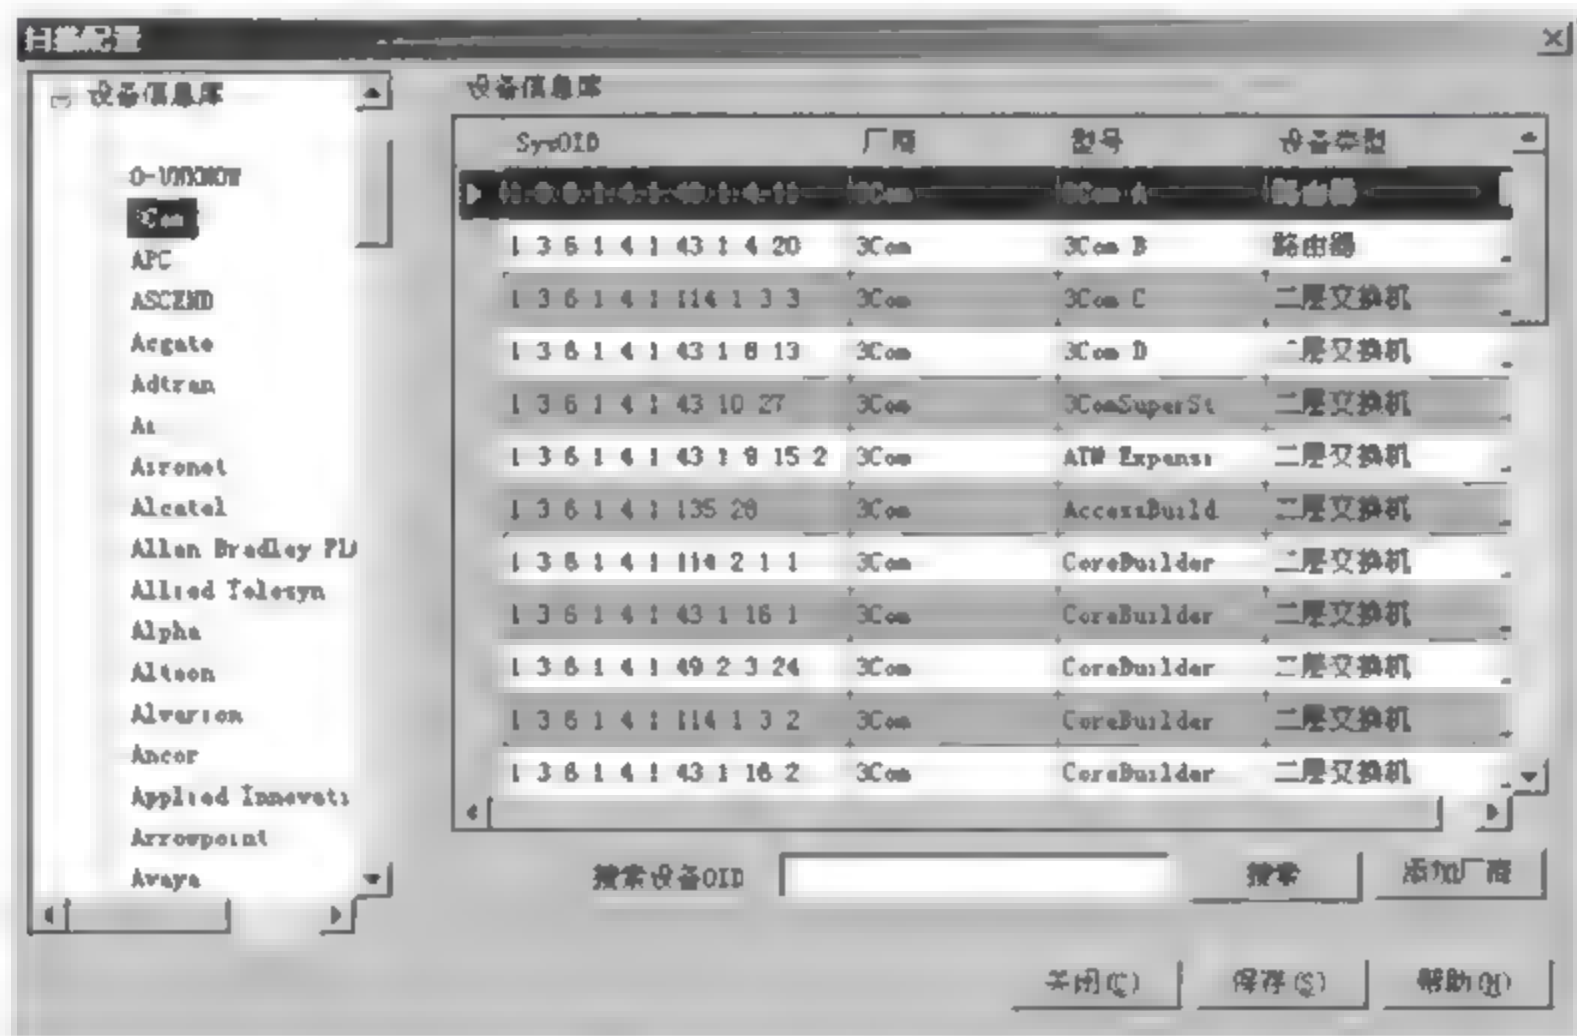 扫描配置
设备信息库
O-UNKNOW
3Com
APC
ASCEND
Acgate
Adtran
Aironet
Alcatel
Allen Bradley PL
Allied Telesyn
Alpha
Alteon
Alvarion
Ancor
Applied Innovati
Arrowpoint
Avaya
设备信息库
SysOID 厂商 型号 设备类型
3Com 3Com A 路由器
1 3 6 1 4 1 43 1 4 20 3Com 3Com B 路由器
1 3 6 1 4 1 114 1 3 3 3Com 3Com C 二层交换机
1 3 6 1 4 1 43 1 8 13 3Com 3Com D 二层交换机
1 3 6 1 4 1 43 10 27 3Com 3ComSuperSt 二层交换机
1 3 6 1 4 1 43 1 8 15 2 3Com ATM Expansi 二层交换机
1 3 6 1 4 1 135 28 3Com AccessBuild 二层交换机
1 3 6 1 4 1 114 2 1 1 3Com CoreBuilder 二层交换机
1 3 6 1 4 1 43 1 16 1 3Com CoreBuilder 二层交换机
1 3 6 1 4 1 49 2 3 24 3Com CoreBuilder 二层交换机
1 3 6 1 4 1 114 1 3 2 3Com CoreBuilder 二层交换机
1 3 6 1 4 1 43 1 16 2 3Com CoreBuilder 二层交换机
搜索设备OID 搜索 添加厂商
关闭(C) 保存(S) 帮助(H)